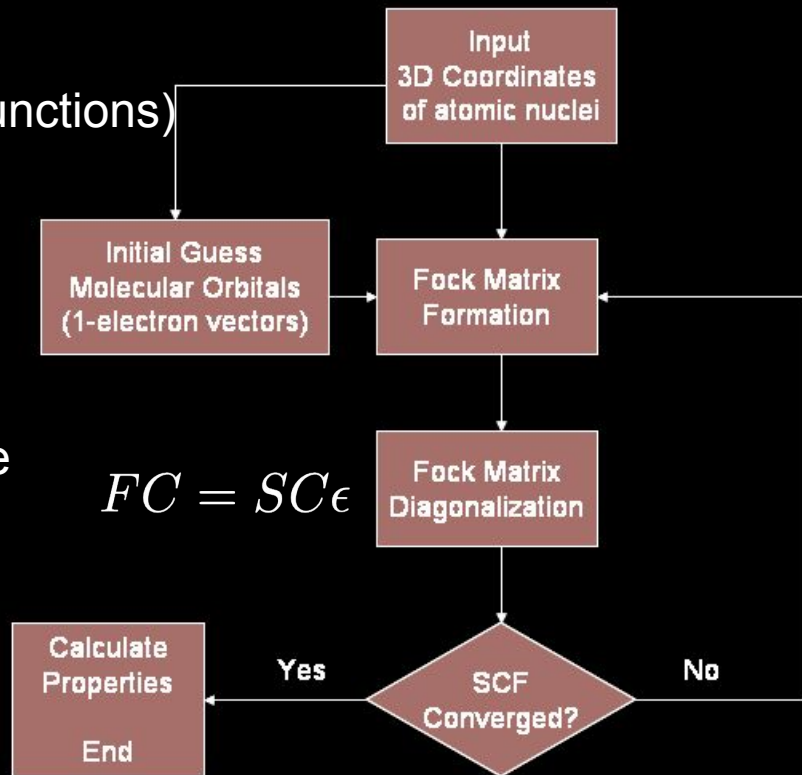 Input
3D Coordinates
of atomic nuclei
unctions)
Initial Guess
Molecular Orbitals
(1-electron vectors)
Fock Matrix
Formation
e
FC = SCϵ
Fock Matrix
Diagonalization
Calculate
Properties
End
Yes
SCF
Converged?
No